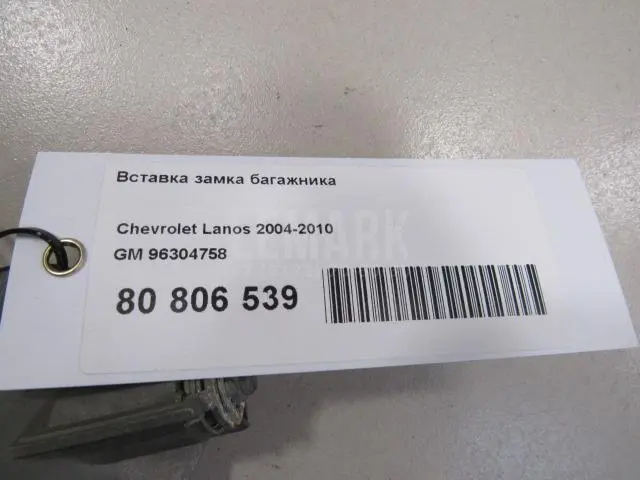 Вставка замка багажника
Chevrolet Lanos 2004-2010
GM 96304758
80 806 539